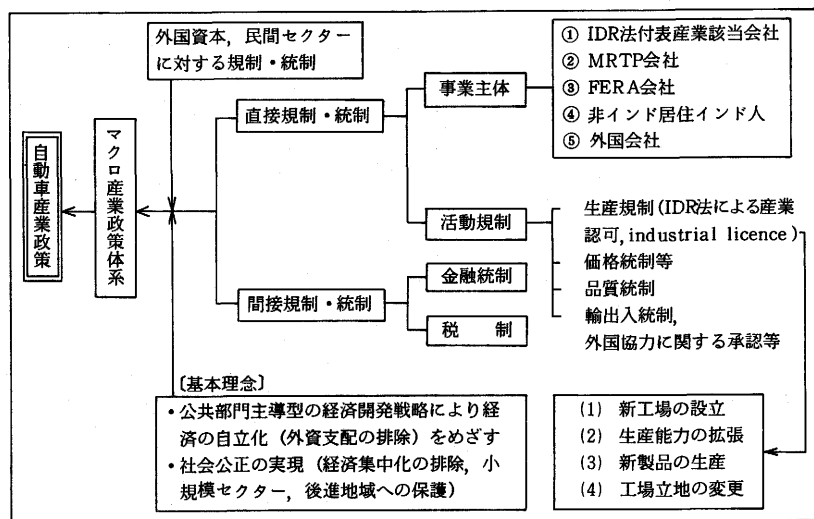 外国資本,民間セクター
に対する規制・統制
自動車産業政策
マクロ産業政策体系
直接規制・統制
事業主体
① IDR法付表産業該当会社
② MRTP会社
③ FERA会社
④ 非インド居住インド人
⑤ 外国会社
活動規制
生産規制(IDR法による産業
認可,industrial licence)
価格統制等
品質統制
輸出入統制,
外国協力に関する承認等
間接規制・統制
金融統制
税 制
〔基本理念〕
・公共部門主導型の経済開発戦略により経
済の自立化(外資支配の排除)をめざす
・社会公正の実現(経済集中化の排除,小
規模セクター,後進地域への保護)
(1) 新工場の設立
(2) 生産能力の拡張
(3) 新製品の生産
(4) 工場立地の変更